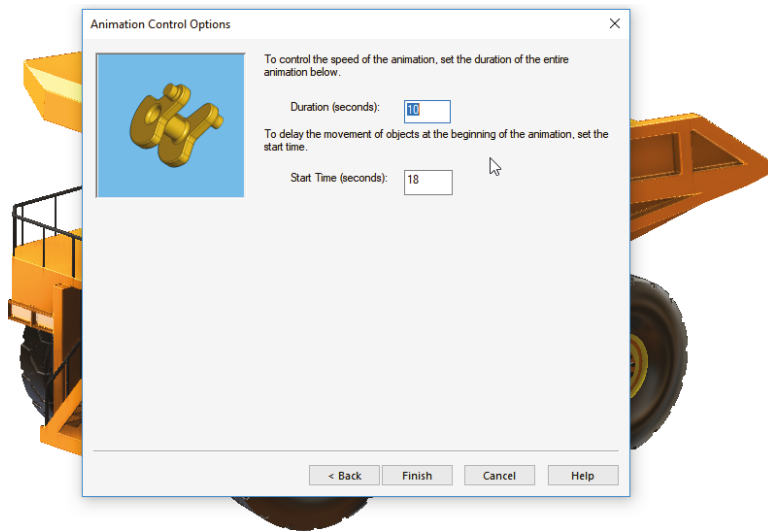 Animation Control Options
To control the speed of the animation, set the duration of the entire
animation below.
Duration (seconds): 10
To delay the movement of objects at the beginning of the animation, set the
start time.
Start Time (seconds): 18
< Back Finish Cancel Help